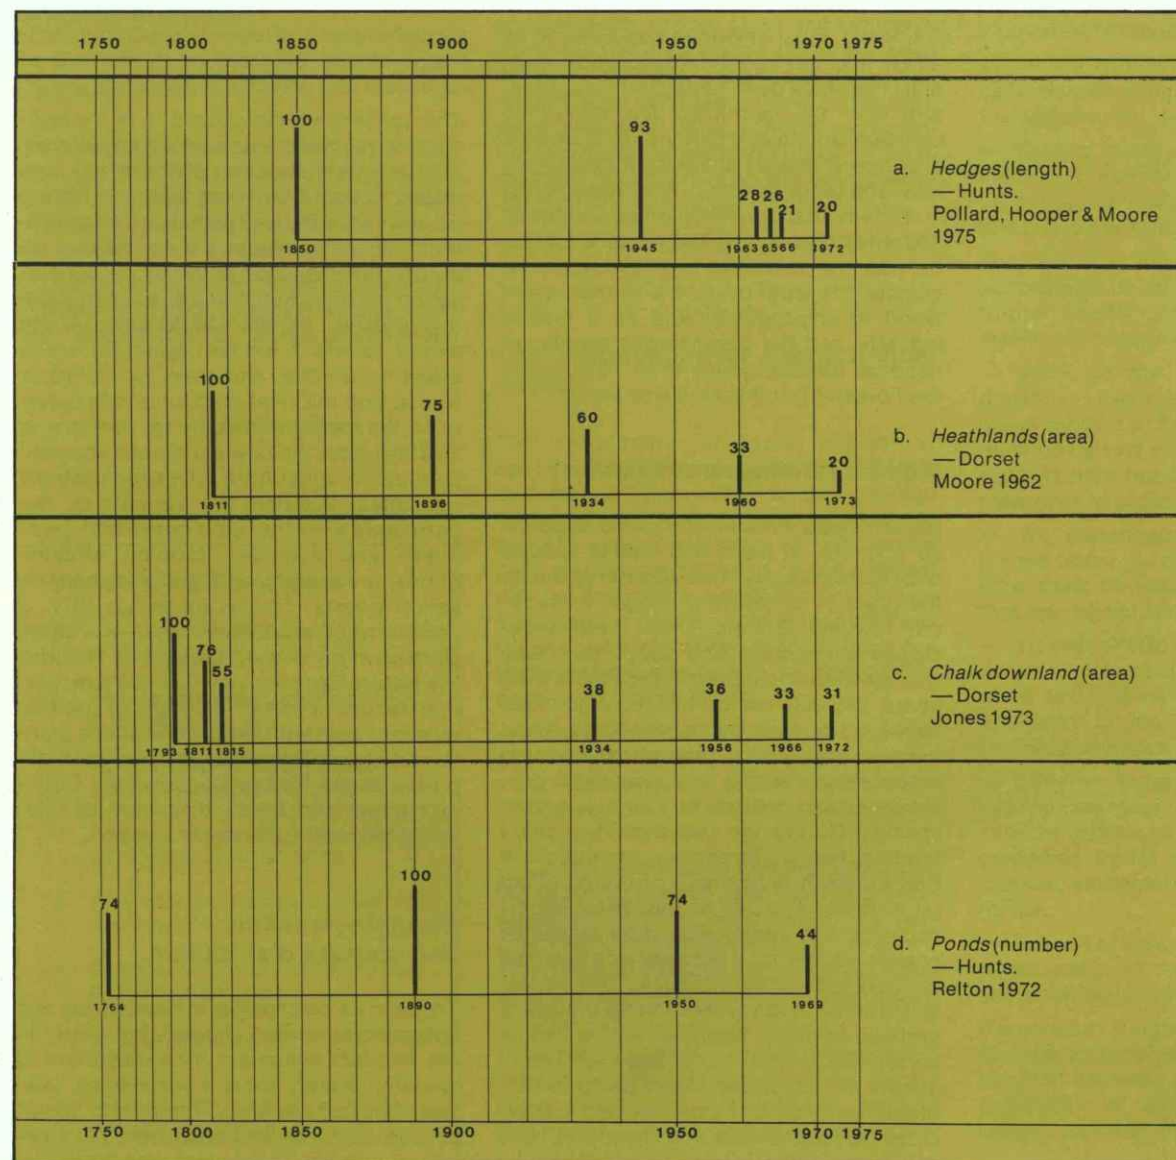 1750 1800 1850 1900 1950 1970 1975
100 93 28 26 21 20
1850 1945 1963 65 66 1972
a. Hedges (length)
— Hunts.
Pollard, Hooper & Moore
1975
100 75 60 33 20
1811 1896 1934 1960 1973
b. Heathlands (area)
— Dorset
Moore 1962
100 76 55 38 36 33 31
1793 1811 1815 1934 1956 1966 1972
c. Chalk downland (area)
— Dorset
Jones 1973
74 100 74 44
1764 1890 1950 1969
d. Ponds (number)
— Hunts.
Relton 1972
1750 1800 1850 1900 1950 1970 1975